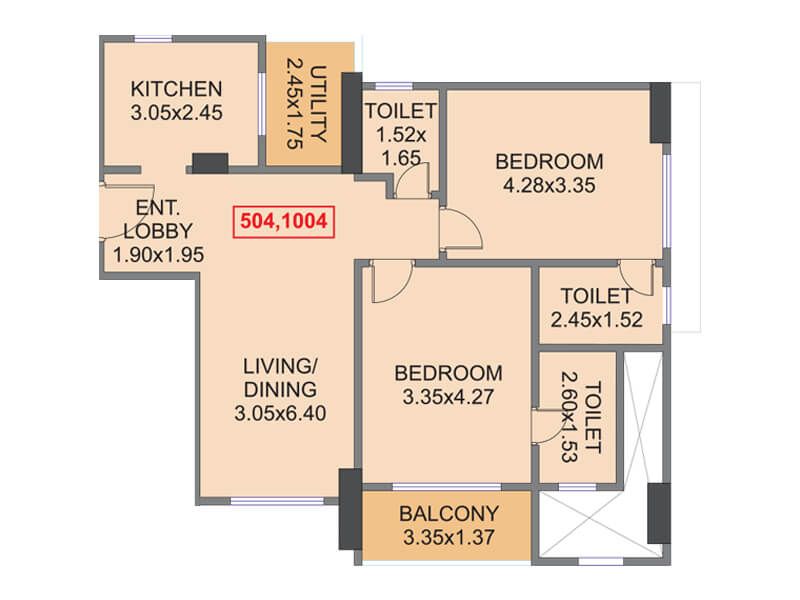 KITCHEN
3.05x2.45
UTILITY
2.45x1.75
TOILET
1.52x
1.65
BEDROOM
4.28x3.35
ENT.
LOBBY
1.90x1.95
504,1004
TOILET
2.45x1.52
LIVING/
DINING
3.05x6.40
BEDROOM
3.35x4.27
TOILET
2.60x1.53
BALCONY
3.35x1.37